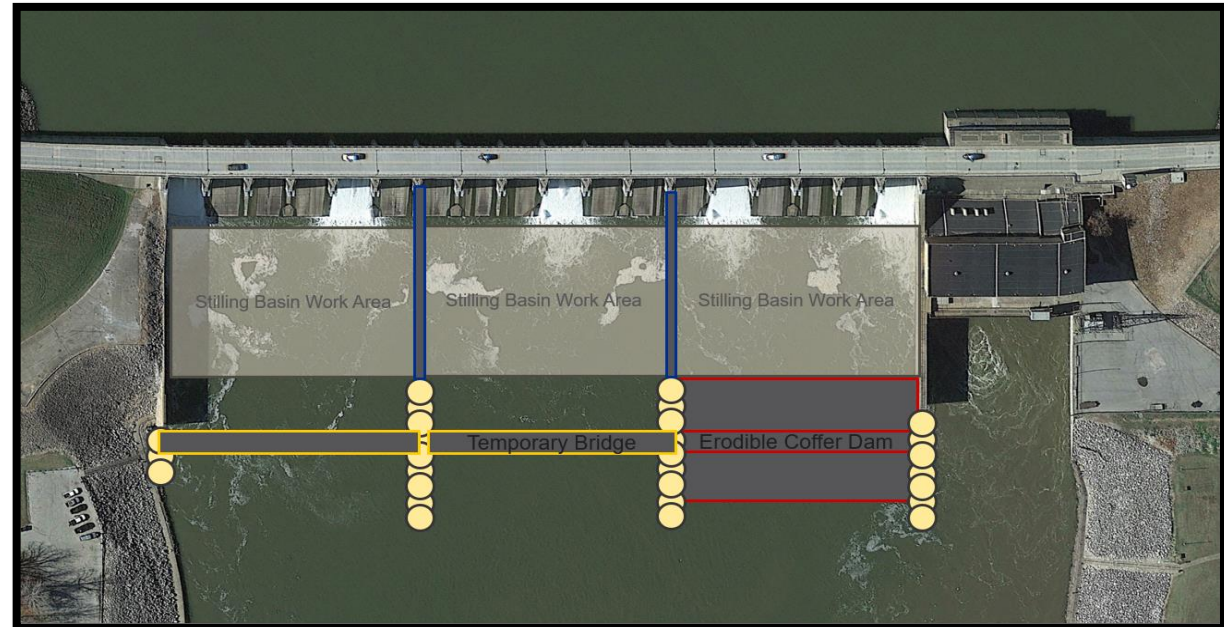 Stilling Basin Work Area
Stilling Basin Work Area
Stilling Basin Work Area
Temporary Bridge
Erodible Coffer Dam